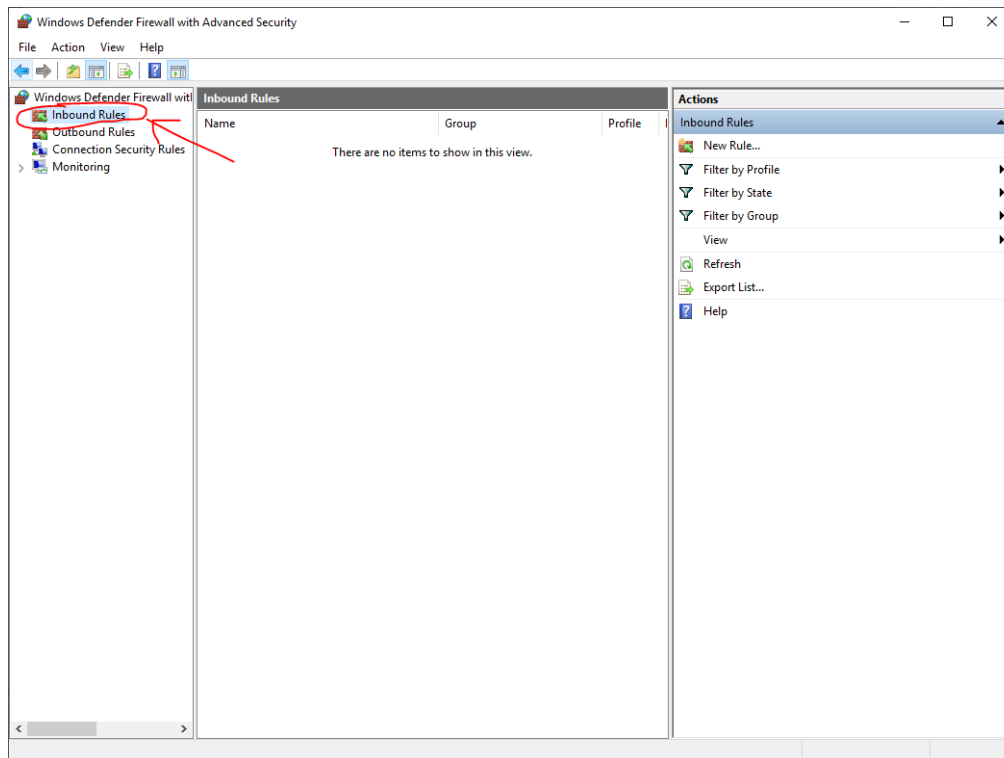 Windows Defender Firewall with Advanced Security
File Action View Help
Windows Defender Firewall witl
Inbound Rules
Outbound Rules
Connection Security Rules
Monitoring
Inbound Rules
Name Group Profile
There are no items to show in this view.
Actions
Inbound Rules
New Rule...
Filter by Profile
Filter by State
Filter by Group
View
Refresh
Export List...
Help